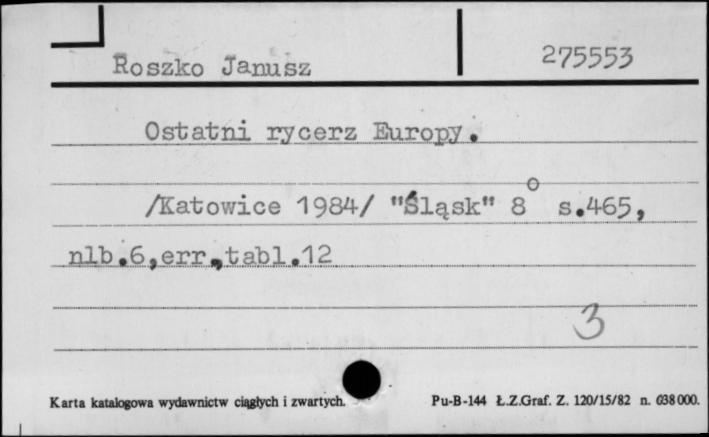 Roszko Janusz 275553
Ostatni rycerz Europy.
/Katowice 1984/ "Śląsk" 8° s.465,
nlb.6,err.,tabl.12
3
Karta katalogowa wydawnictw ciągłych i zwartych. Pu-B-144 Ł.Z.Graf. Z. 120/15/82 n. 638 000.